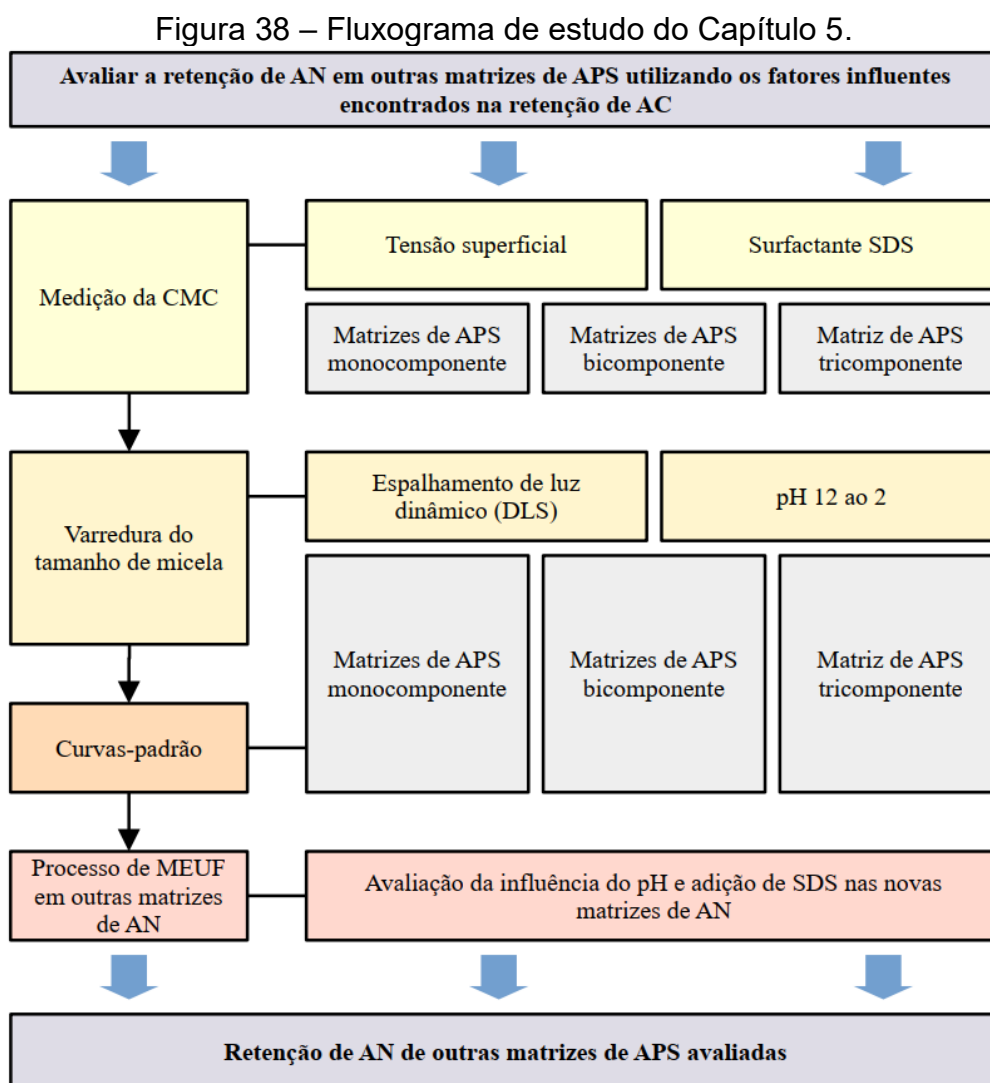 Figura 38 – Fluxograma de estudo do Capítulo 5.
Avaliar a retenção de AN em outras matrizes de APS utilizando os fatores influentes
encontrados na retenção de AC
Medição da CMC
Tensão superficial
Surfactante SDS
Matrizes de APS
monocomponente
Matrizes de APS
bicomponente
Matriz de APS
tricomponente
Varredura do
tamanho de micela
Espalhamento de luz
dinâmico (DLS)
pH 12 ao 2
Matrizes de APS
monocomponente
Matrizes de APS
bicomponente
Matriz de APS
tricomponente
Curvas-padrão
Processo de MEUF
em outras matrizes
de AN
Avaliação da influência do pH e adição de SDS nas novas
matrizes de AN
Retenção de AN de outras matrizes de APS avaliadas